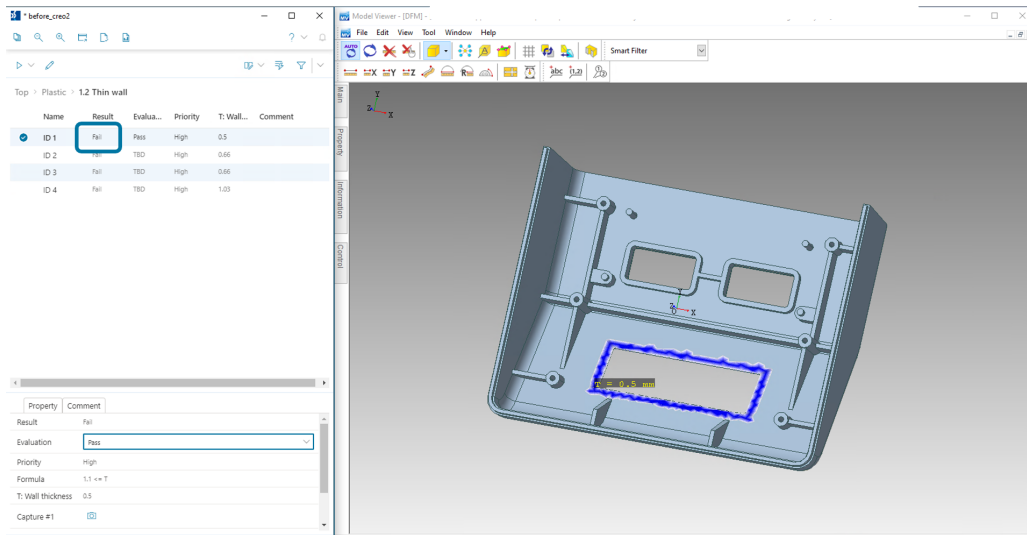 * before_creo2
Top > Plastic > 1.2 Thin wall
Name Result Evalua... Priority T: Wall... Comment
ID 1 Fail Pass High 0.5
ID 2 Fail TBD High 0.66
ID 3 Fail TBD High 0.66
ID 4 Fail TBD High 1.03
Property Comment
Result Fail
Evaluation Pass
Priority High
Formula 1.1 <= T
T: Wall thickness 0.5
Capture #1
Model Viewer - [DFM] -
File Edit View Tool Window Help
AUTO
Smart Filter
X Y Z
abc (1.2)
Main
Property
Information
Control
Y
Z X
Y
Z X
T = 0.5 mm